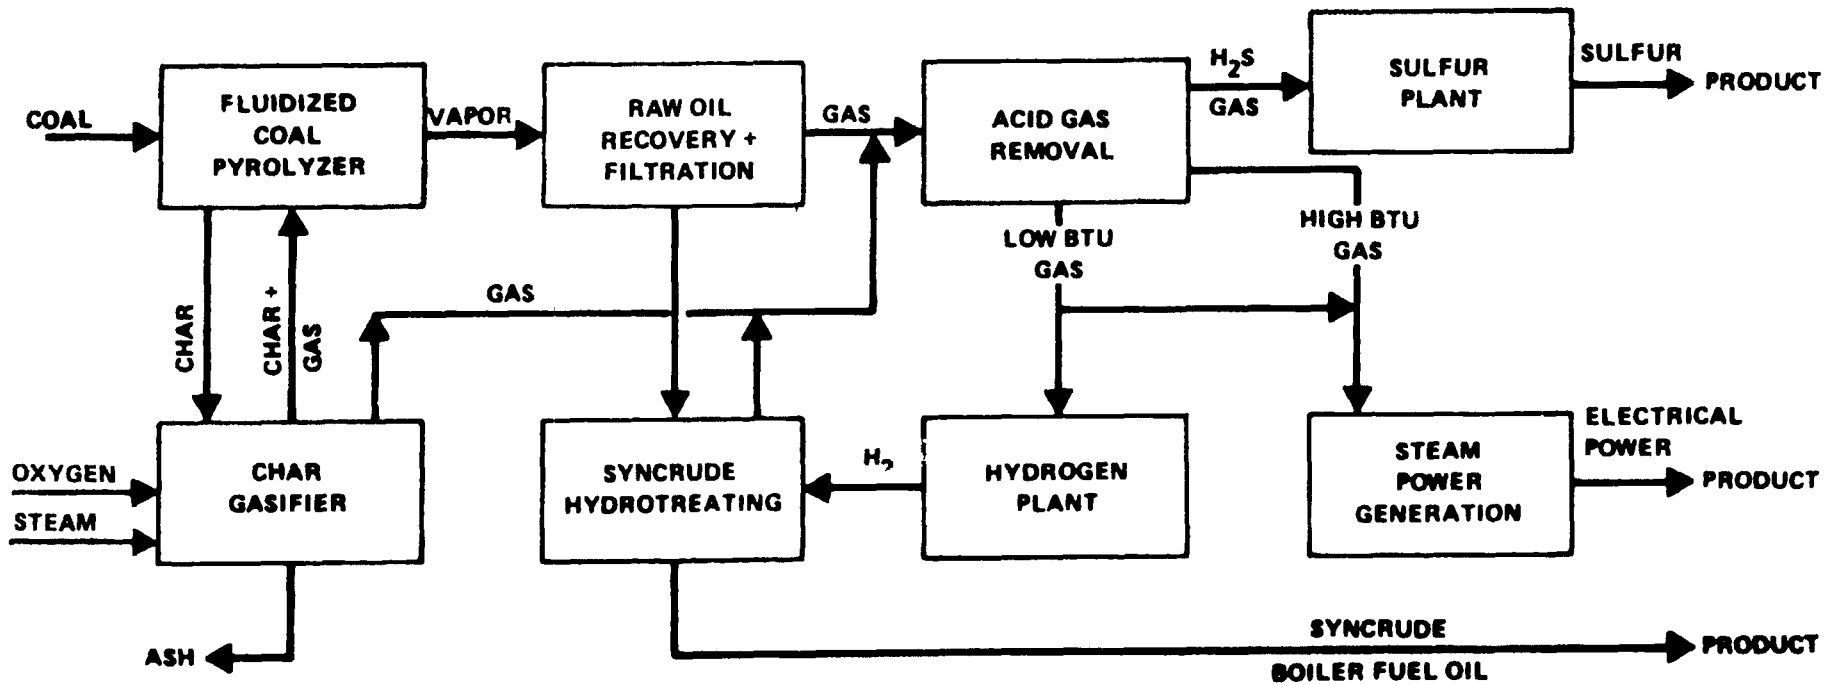 COAL
FLUIDIZED
COAL
PYROLYZER
VAPOR
RAW OIL
RECOVERY +
FILTRATION
GAS
ACID GAS
REMOVAL
H2S
GAS
SULFUR
PLANT
SULFUR
PRODUCT
CHAR
CHAR +
GAS
GAS
LOW BTU
GAS
HIGH BTU
GAS
OXYGEN
STEAM
CHAR
GASIFIER
SYNCRUDE
HYDROTREATING
H2
HYDROGEN
PLANT
STEAM
POWER
GENERATION
ELECTRICAL
POWER
PRODUCT
ASH
SYNCRUDE
BOILER FUEL OIL
PRODUCT